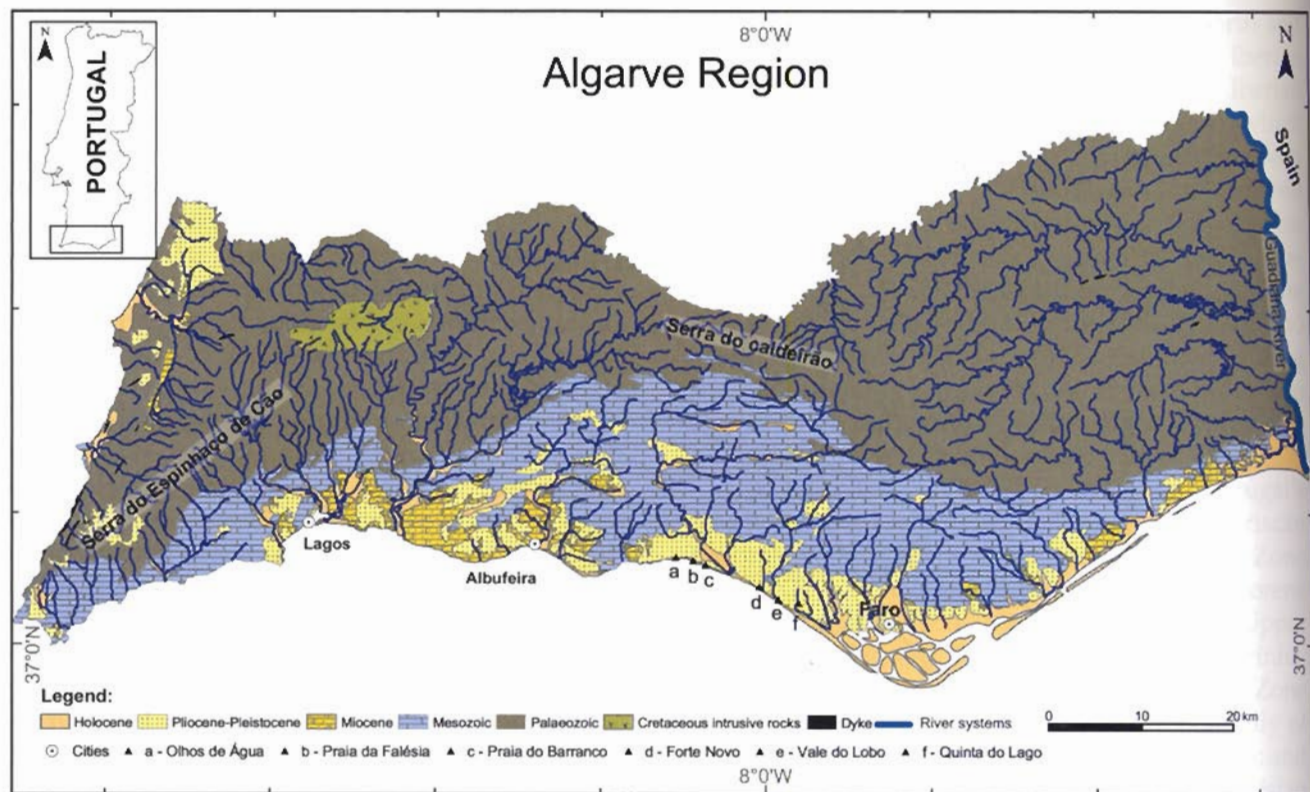 8°0'W
N
N
Algarve Region
PORTUGAL
Spain
Guadiana River
Serra do caldeirão
Serra do Espinhaço de Cão
Lagos
Albufeira
a b c
d
e
f
Faro
37°0'N
37°0'N
Legend:
Holocene Pliocene-Pleistocene Miocene Mesozoic Palaeozoic Cretaceous intrusive rocks Dyke River systems
0 10 20 km
Cities a - Olhos de Água b - Praia da Falésia c - Praia do Barranco d - Forte Novo e - Vale do Lobo f - Quinta do Lago
8°0'W